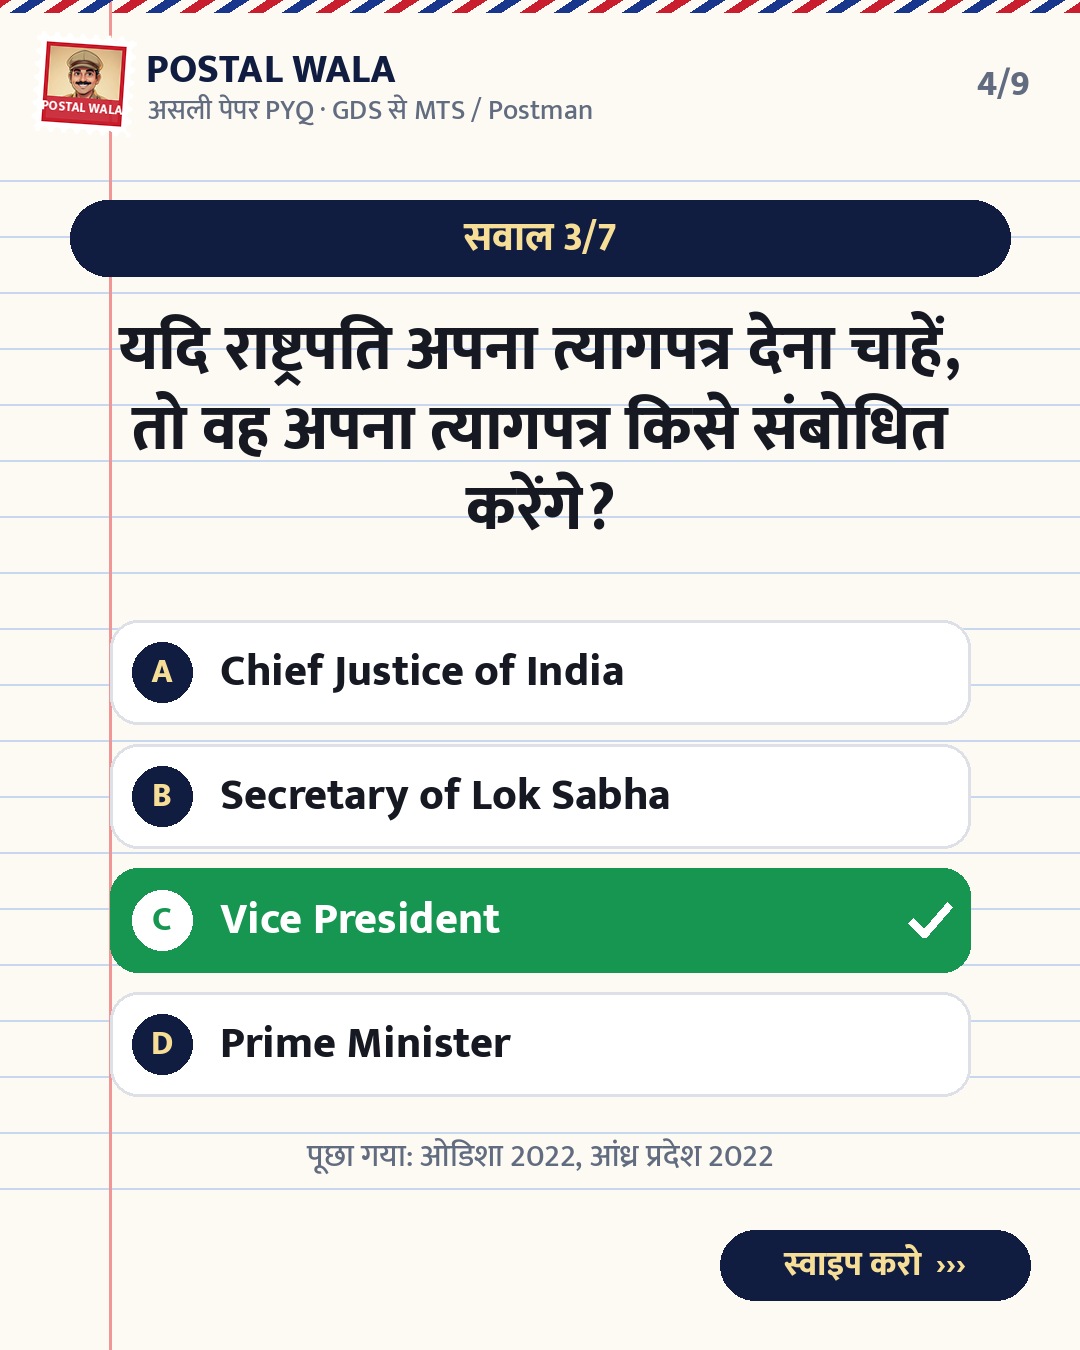 POSTAL WALA
POSTAL WALA
असली पेपर PYQ · GDS से MTS / Postman
4/9
सवाल 3/7
यदि राष्ट्रपति अपना त्यागपत्र देना चाहें,
तो वह अपना त्यागपत्र किसे संबोधित
करेंगे?
A Chief Justice of India
B Secretary of Lok Sabha
C Vice President
D Prime Minister
पूछा गया: ओडिशा 2022, आंध्र प्रदेश 2022
स्वाइप करो ›››